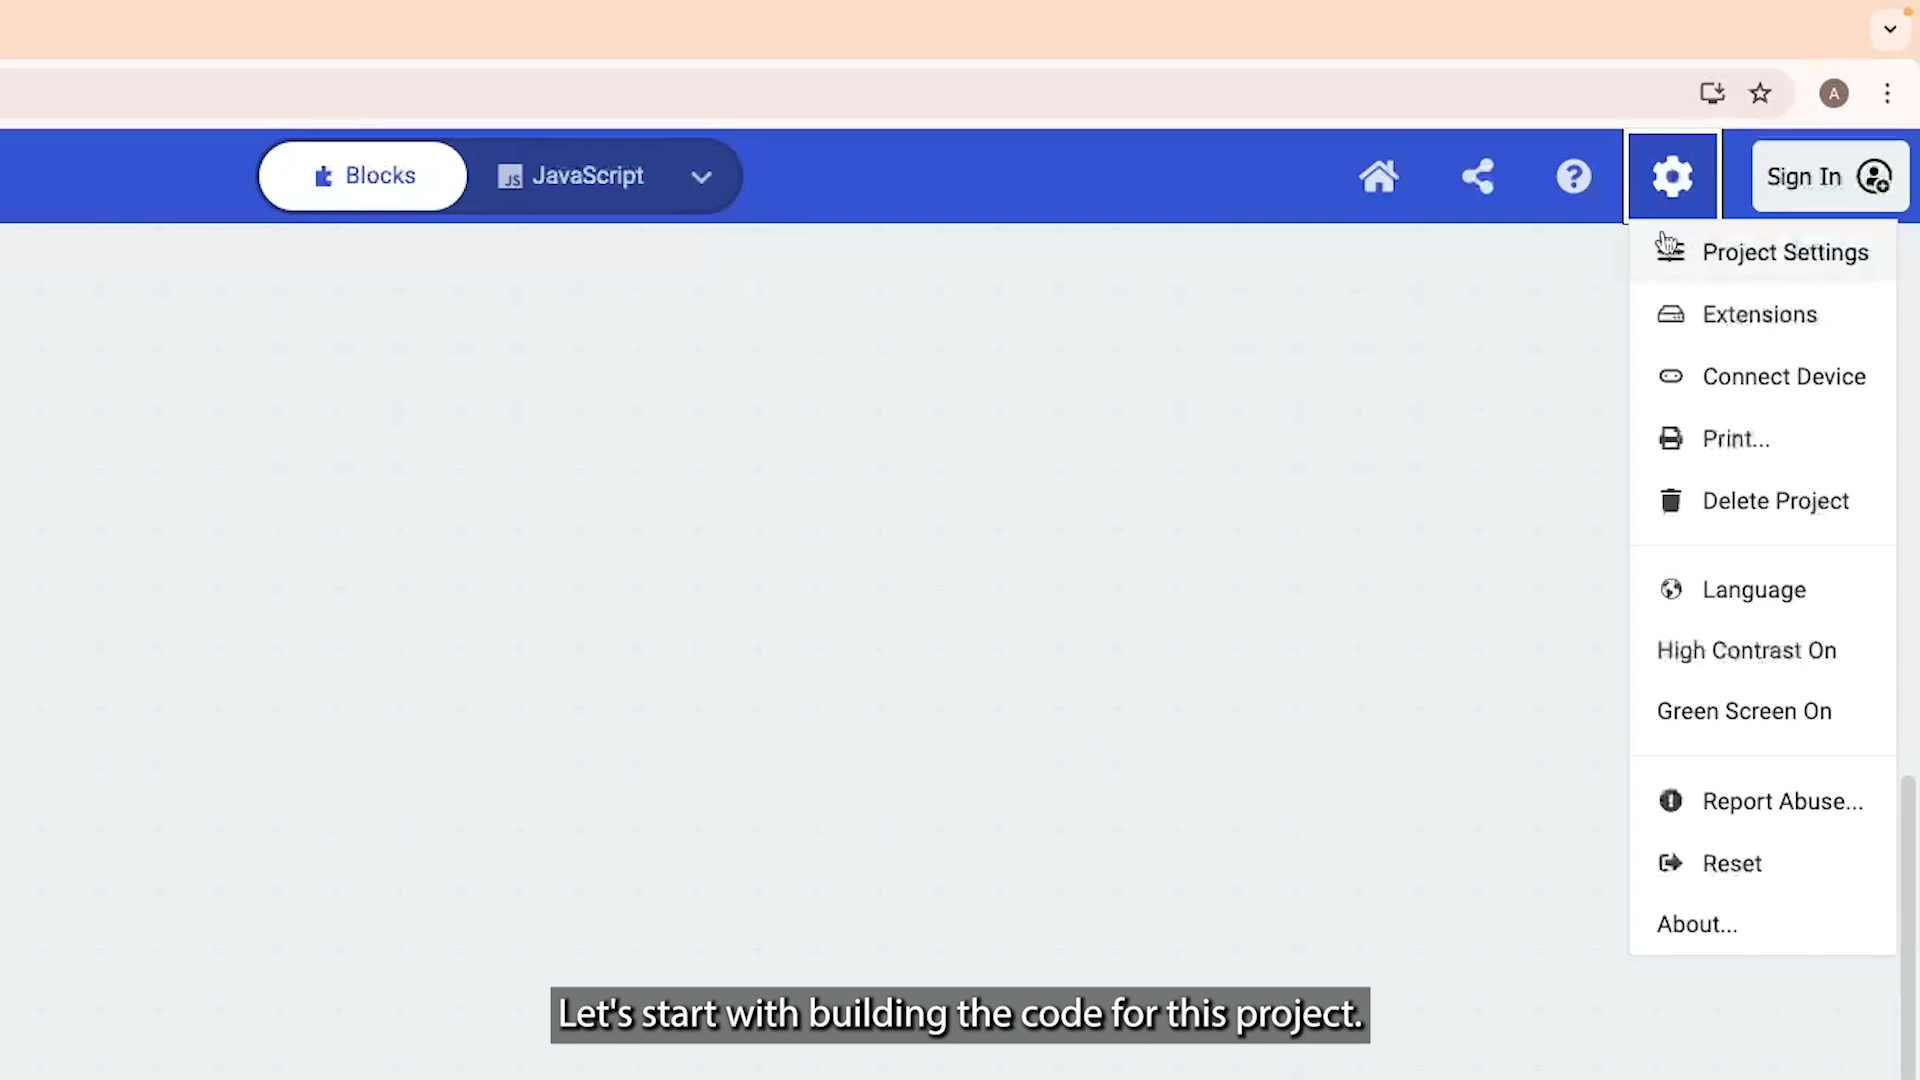 A
Blocks
JS JavaScript
Sign In
Project Settings
Extensions
Connect Device
Print...
Delete Project
Language
High Contrast On
Green Screen On
Report Abuse...
Reset
About...
Let's start with building the code for this project.